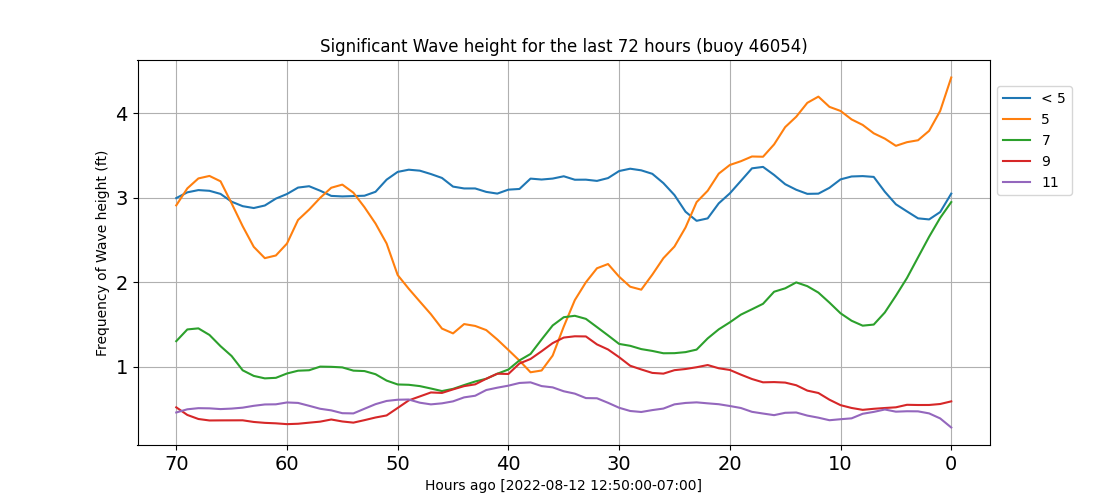 Significant Wave height for the last 72 hours (buoy 46054)
Frequency of Wave height (ft)
4
3
2
1
70 60 50 40 30 20 10 0
Hours ago [2022-08-12 12:50:00-07:00]
< 5
5
7
9
11